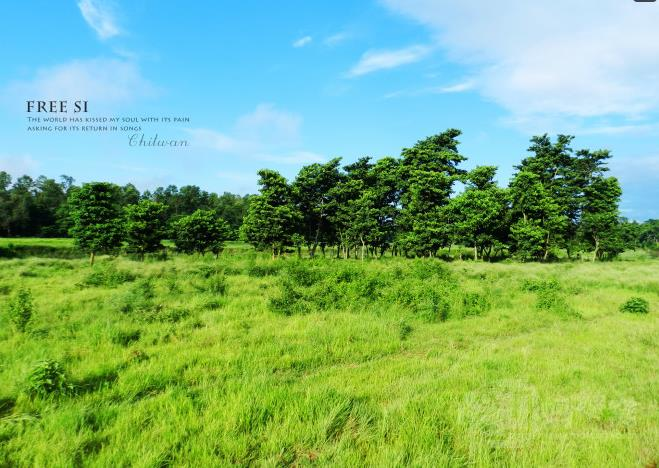 FREE SI
THE WORLD HAS KISSED MY SOUL WITH ITS PAIN
ASKING FOR ITS RETURN IN SONGS
Chitwan